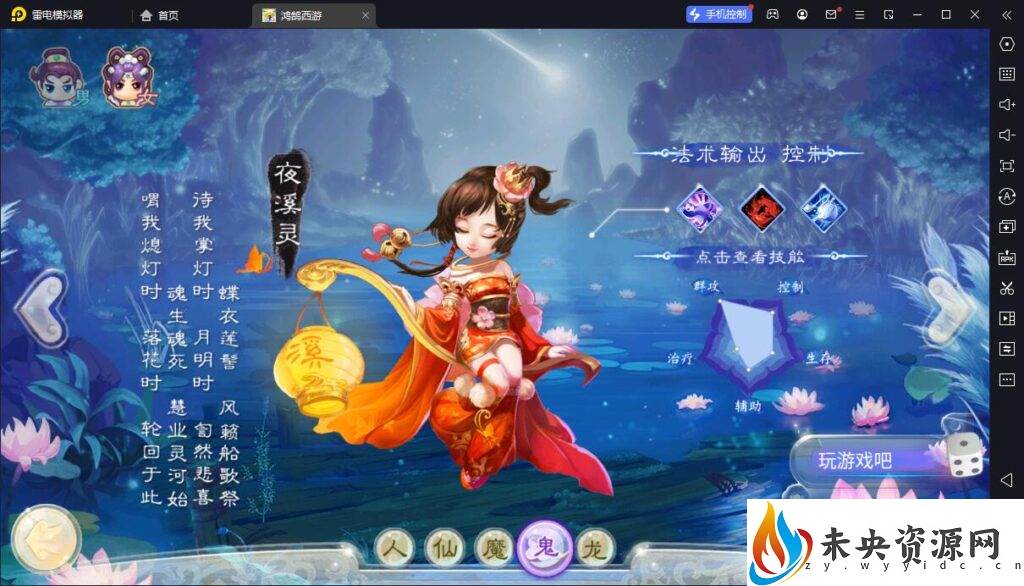 雷电模拟器
首页
鸿鹄西游
手机控制
男
女
夜溪灵
法术输出 控制
点击查看技能
群攻
控制
治疗
生存
辅助
蝶衣莲髻 风籁船歌祭
待我掌灯时 月明时 訇然悲喜
魂生魂死 慧业灵河始
喟我熄灯时 落花时 轮回于此
溪
玩游戏吧
人
仙
魔
鬼
龙
APK
未央资源网
zy.wyyidc.cn